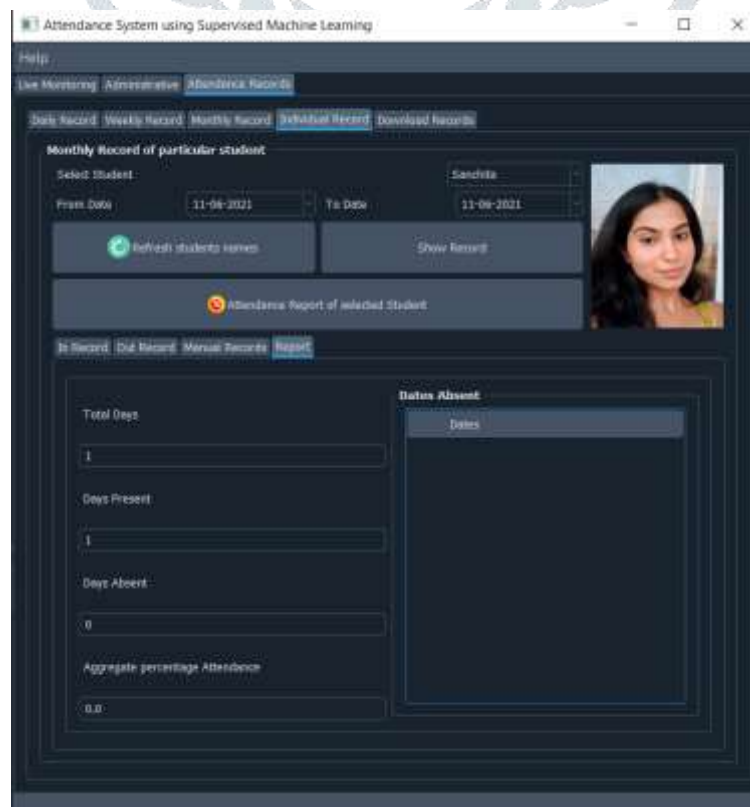 Attendance System using Supervised Machine Learning
Help
Live Monitoring Administrative Attendance Records
Daily Record Weekly Record Monthly Record Individual Record Download Records
Monthly Record of particular student
Select Student Sanchita
From Date 11-06-2021 To Date 11-06-2021
Refresh students names Show Record
Attendance Report of selected Student
In Record Out Record Manual Records Report
Dates Absent
Total Days
Dates
1
Days Present
1
Days Absent
0
Aggregate percentage Attendance
0.0